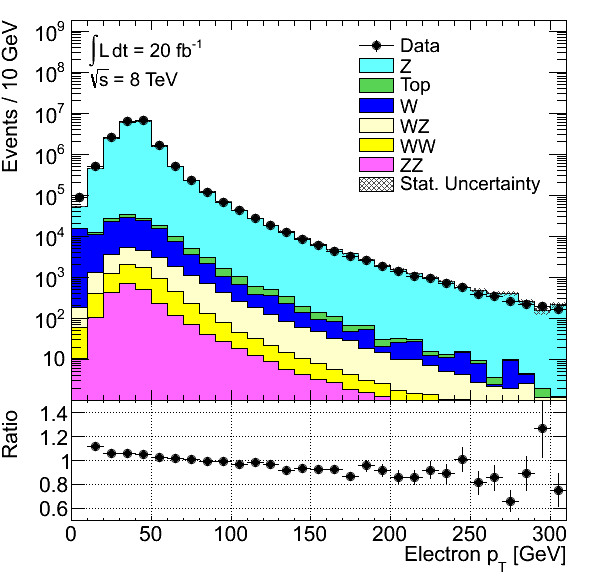 Events / 10 GeV
10⁹
10⁸
10⁷
10⁶
10⁵
10⁴
10³
10²
10
∫L dt = 20 fb⁻¹
√s = 8 TeV
Data
Z
Top
W
WZ
WW
ZZ
Stat. Uncertainty
Ratio
1.4
1.2
1
0.8
0.6
0 50 100 150 200 250 300
Electron p_T [GeV]